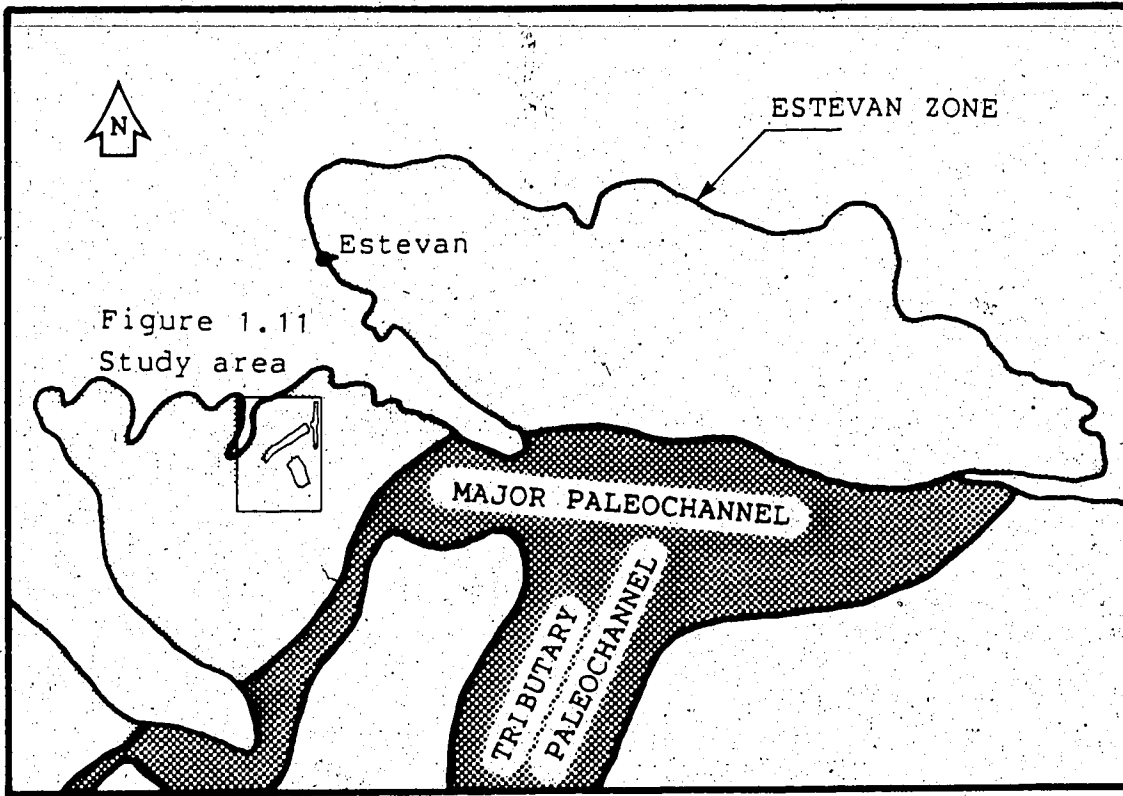 N
ESTEVAN ZONE
Estevan
Figure 1.11
Study area
MAJOR PALEOCHANNEL
TRIBUTARY
PALEOCHANNEL